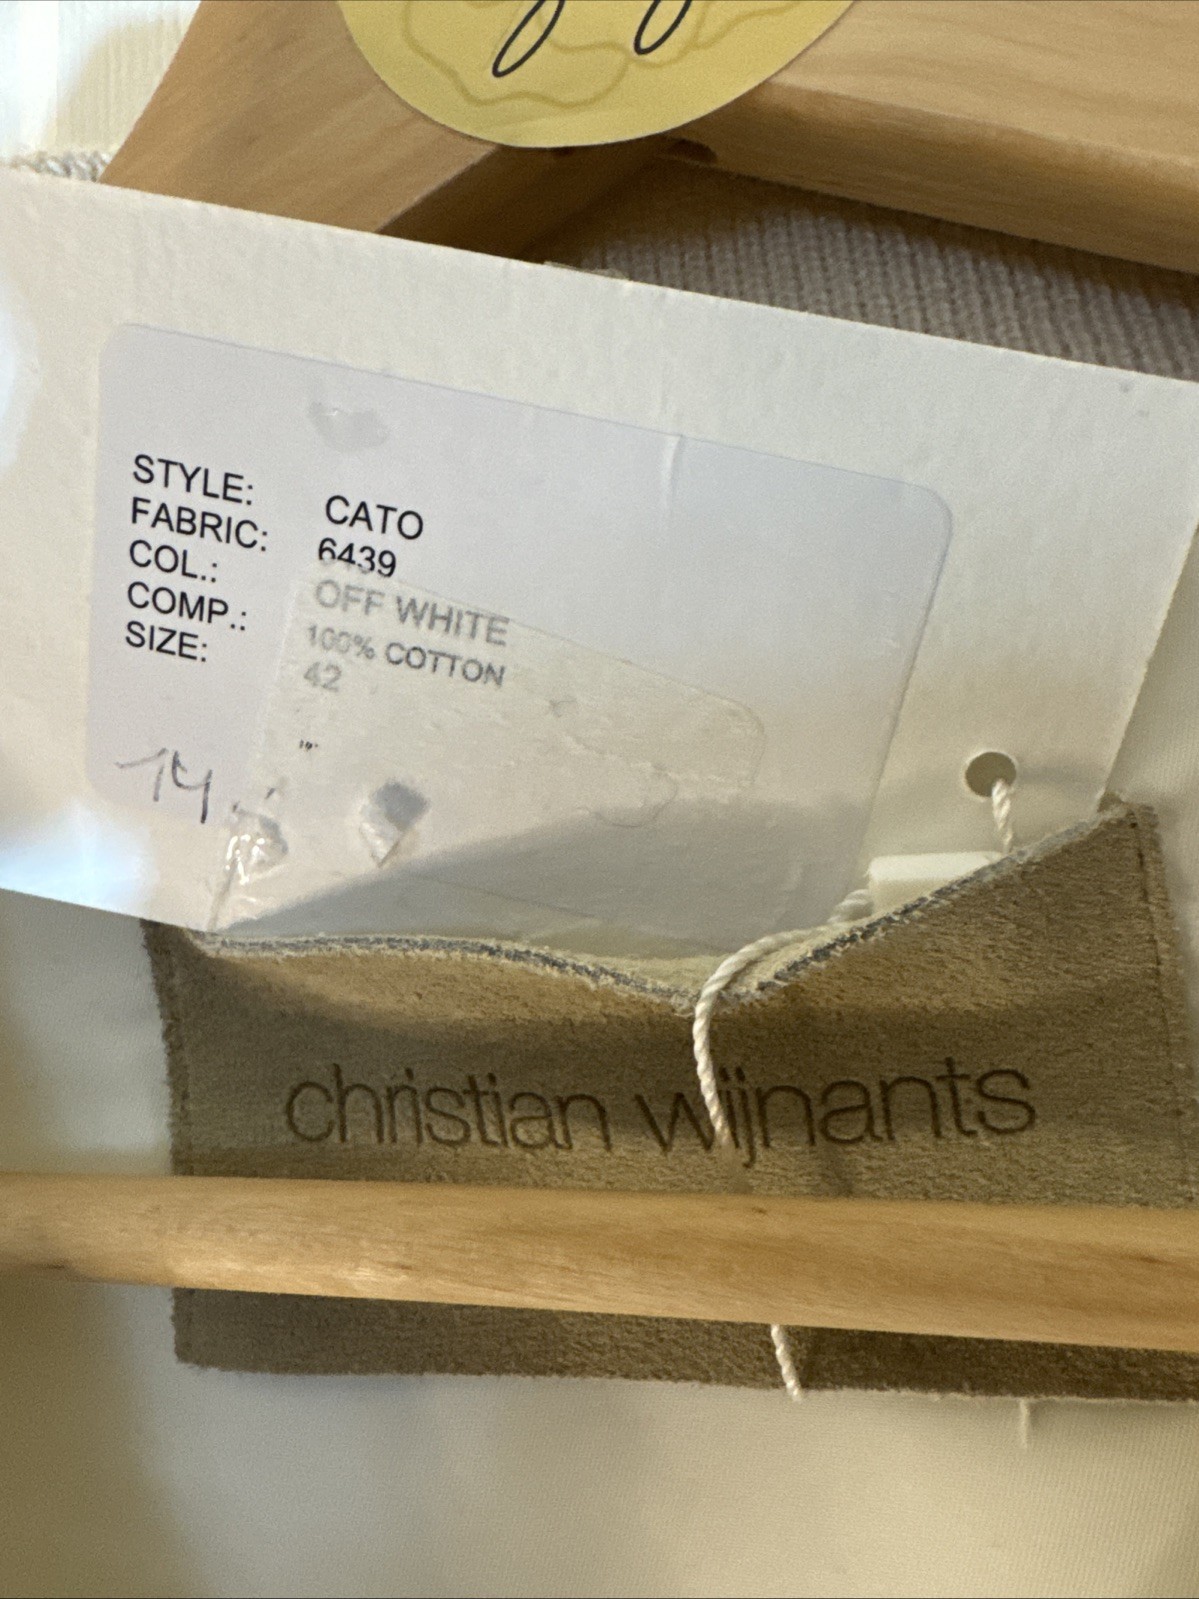 STYLE: CATO
FABRIC: 6439
COL.: OFF WHITE
COMP.: 100% COTTON
SIZE: 42
14
christian wijnants